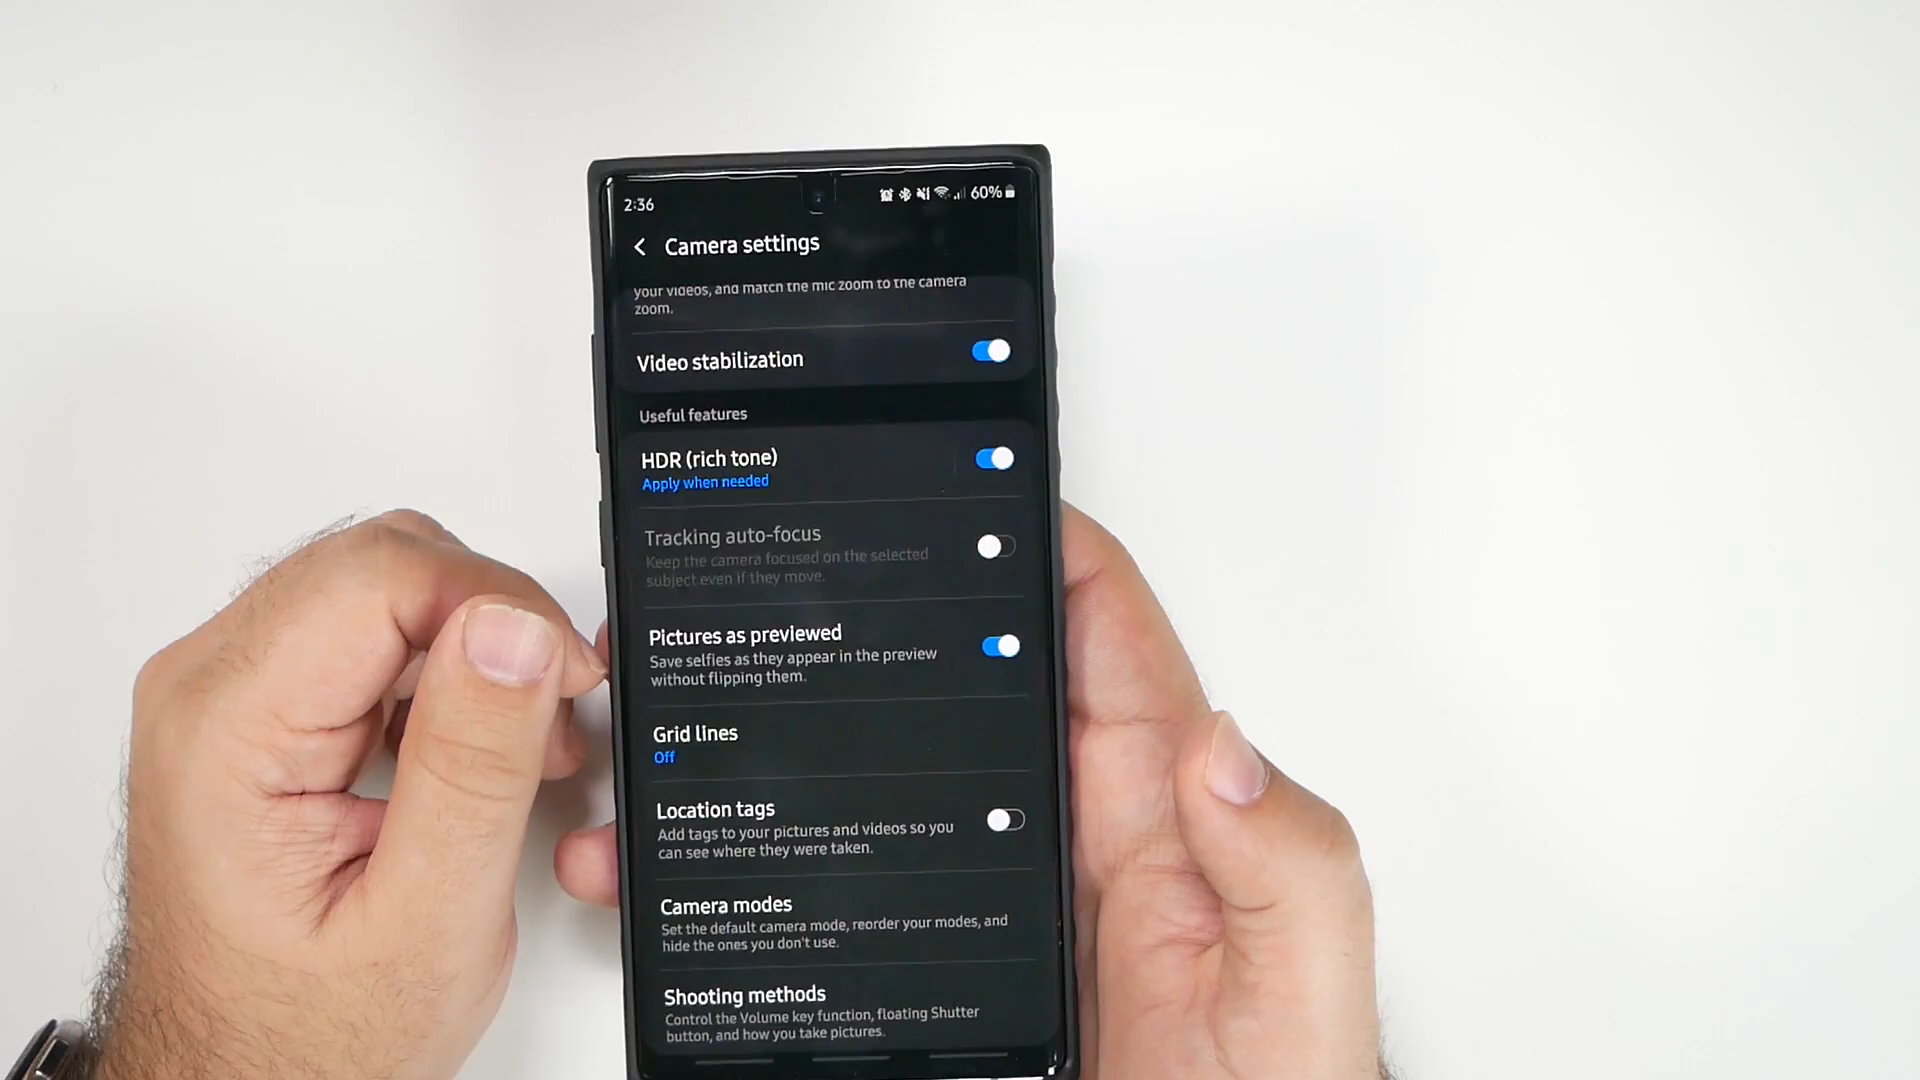 2:36
60%
Camera settings
your videos, and match the mic zoom to the camera
zoom.
Video stabilization
Useful features
HDR (rich tone)
Apply when needed
Tracking auto-focus
Keep the camera focused on the selected
subject even if they move.
Pictures as previewed
Save selfies as they appear in the preview
without flipping them.
Grid lines
Off
Location tags
Add tags to your pictures and videos so you
can see where they were taken.
Camera modes
Set the default camera mode, reorder your modes, and
hide the ones you don't use.
Shooting methods
Control the Volume key function, floating Shutter
button, and how you take pictures.